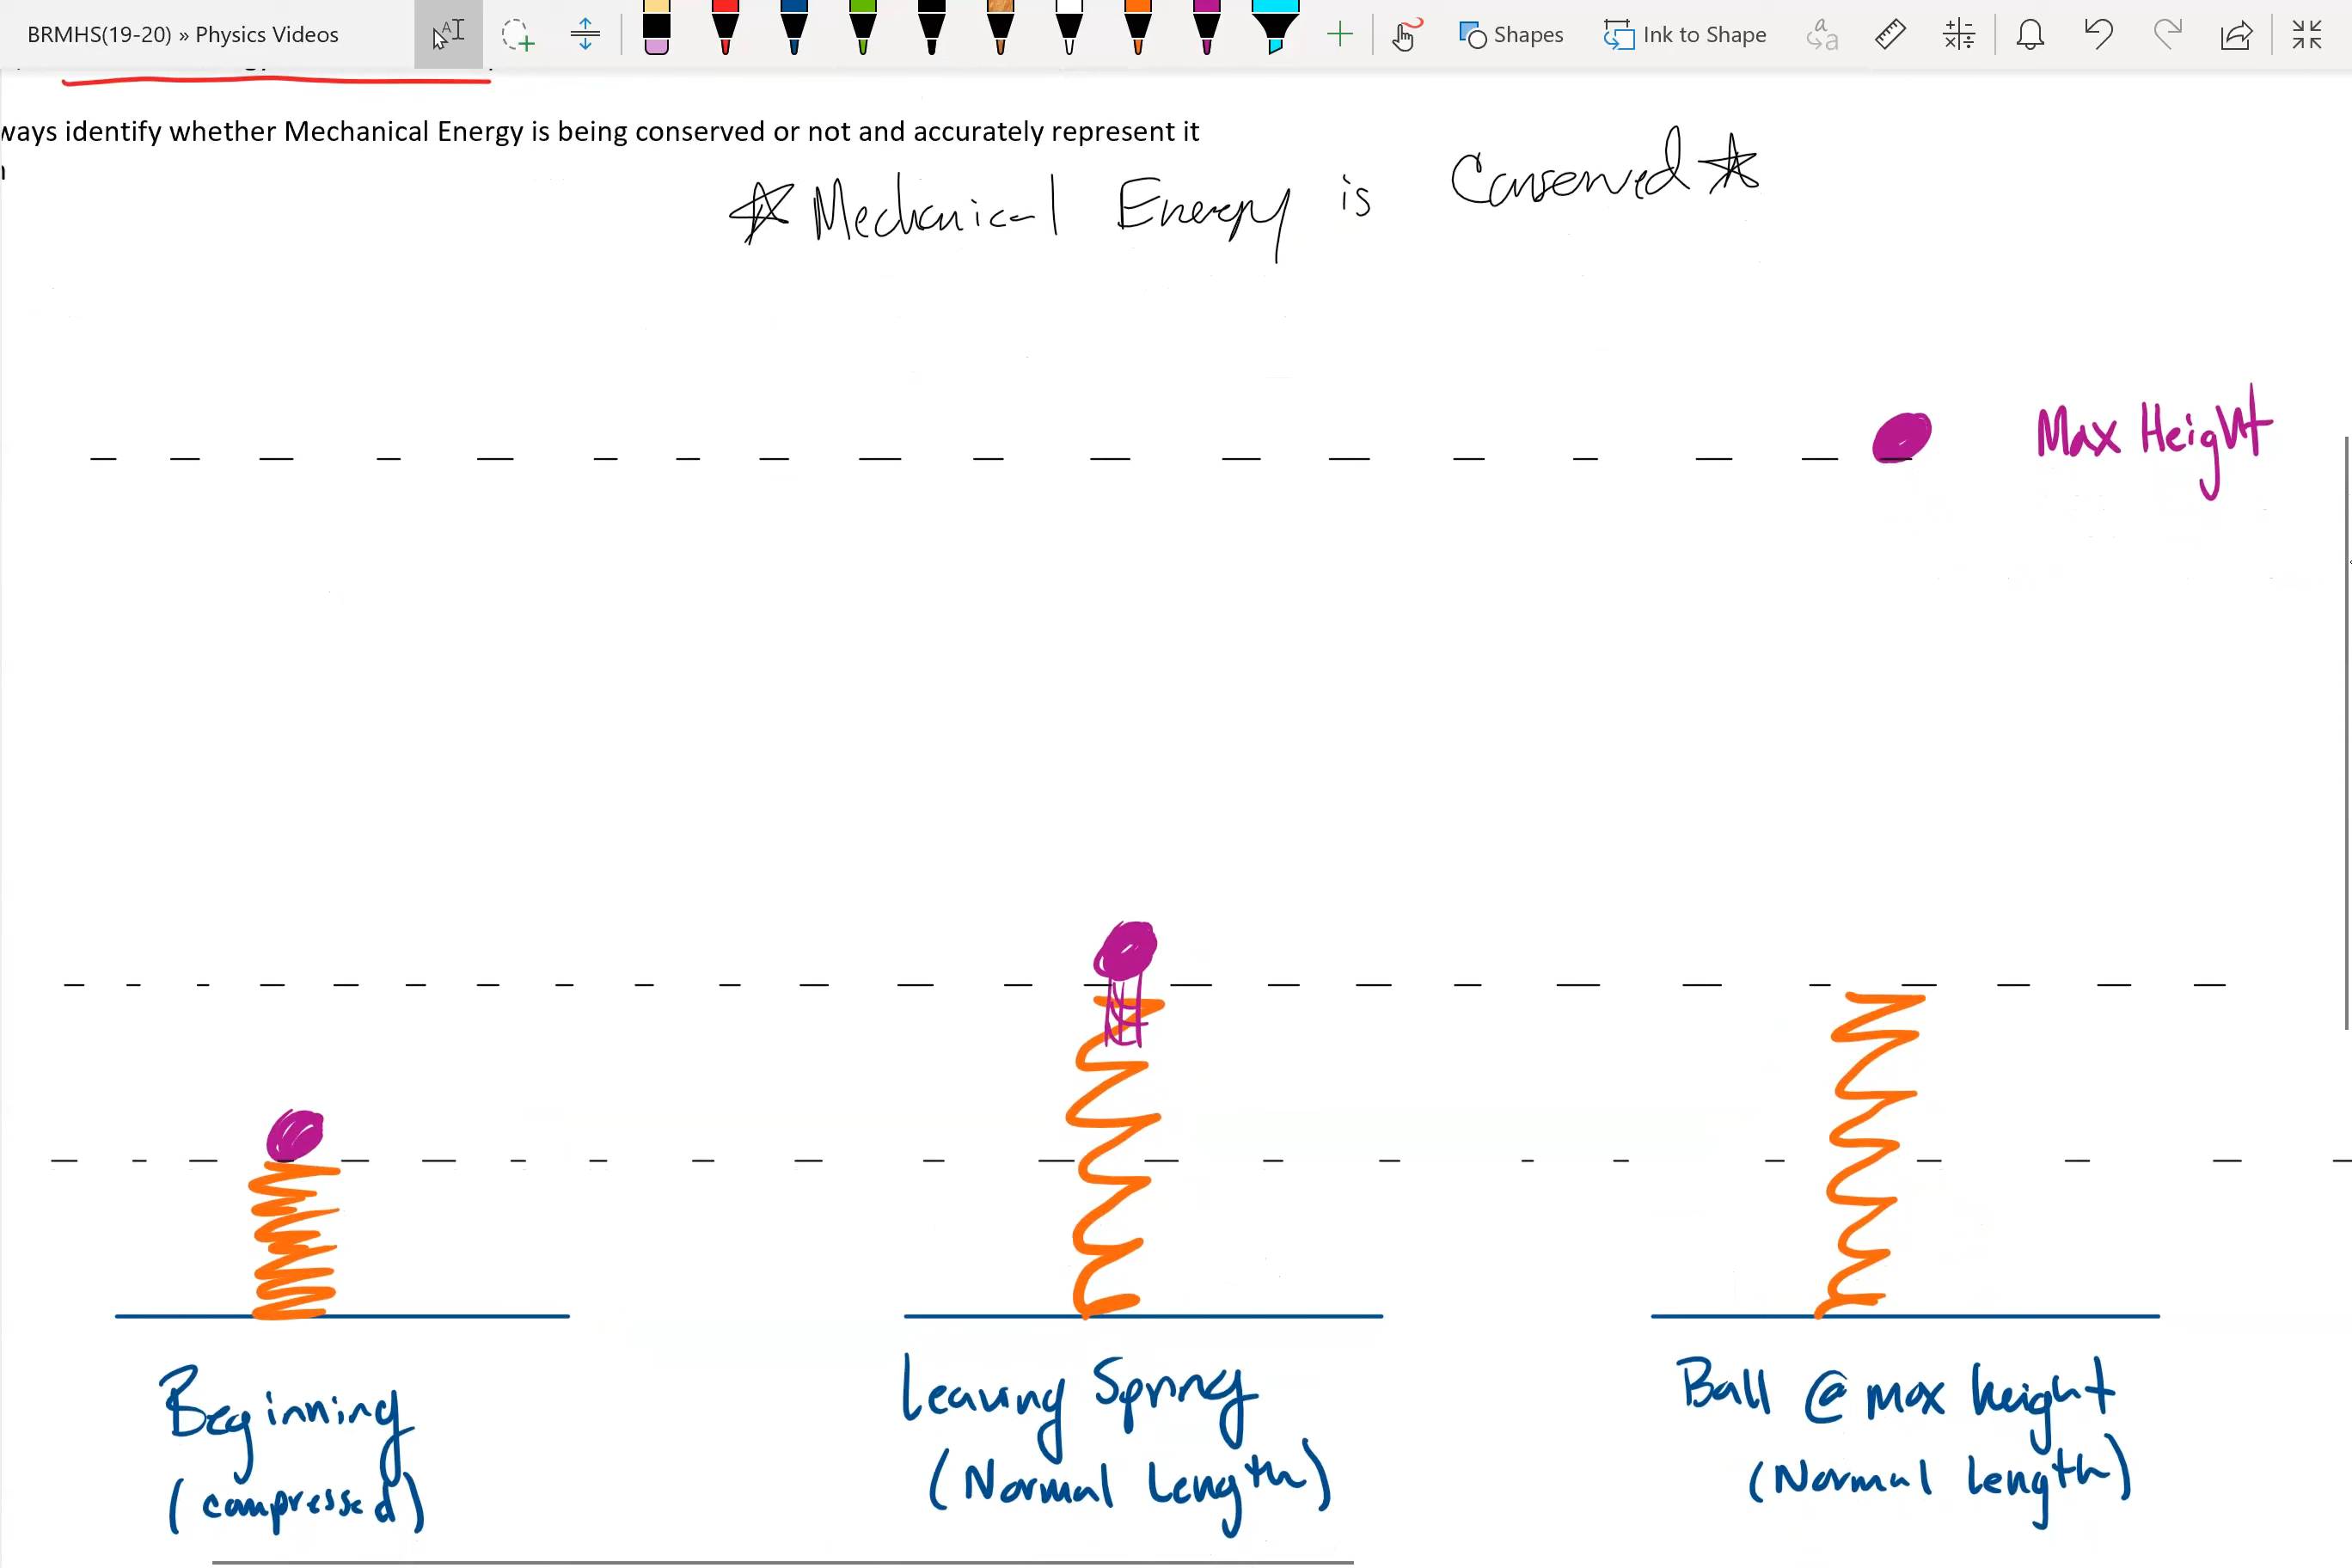 BRMHS(19-20) » Physics Videos
Shapes
Ink to Shape
ways identify whether Mechanical Energy is being conserved or not and accurately represent it
Mechanical Energy is Conserved
Max Height
Beginning
(compressed)
Leaving Spring
(Normal Length)
Ball @ max height
(Normal Length)